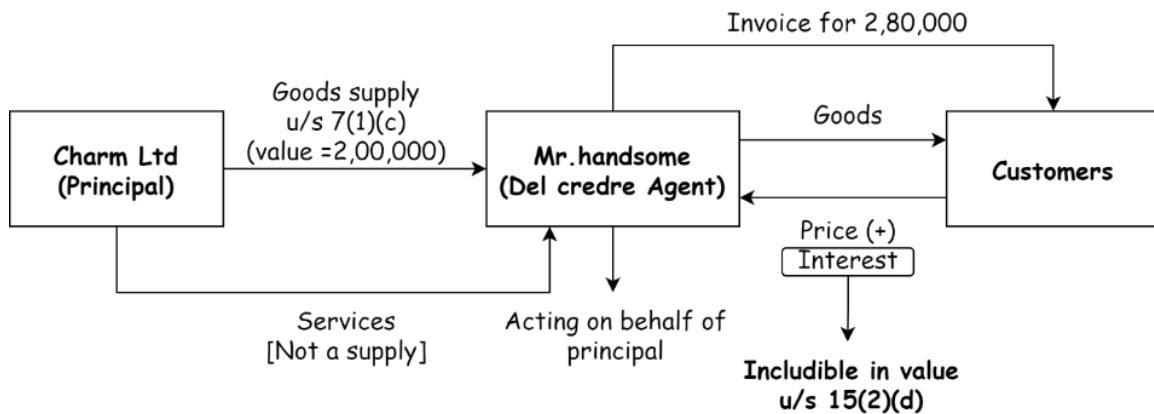 Invoice for 2,80,000
Goods supply
u/s 7(1)(c)
(value =2,00,000)
Charm Ltd
(Principal)
Mr.handsome
(Del credre Agent)
Goods
Customers
Price (+)
Interest
Services
[Not a supply]
Acting on behalf of
principal
Includible in value
u/s 15(2)(d)